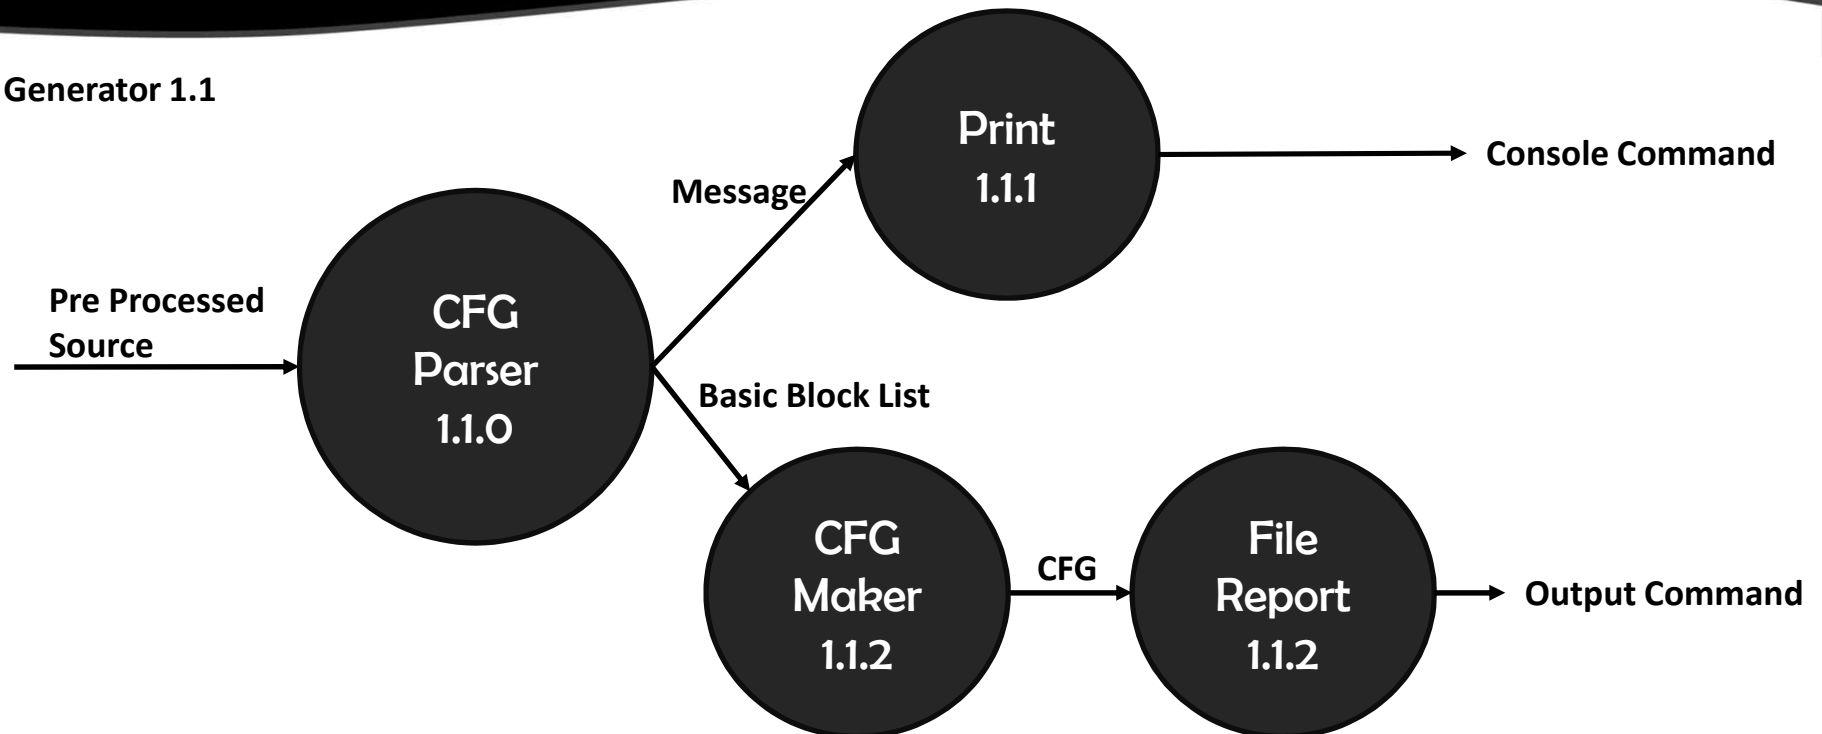 Generator 1.1
Print
1.1.1
Console Command
Message
Pre Processed
Source
CFG
Parser
1.1.0
Basic Block List
CFG
Maker
1.1.2
CFG
File
Report
1.1.2
Output Command